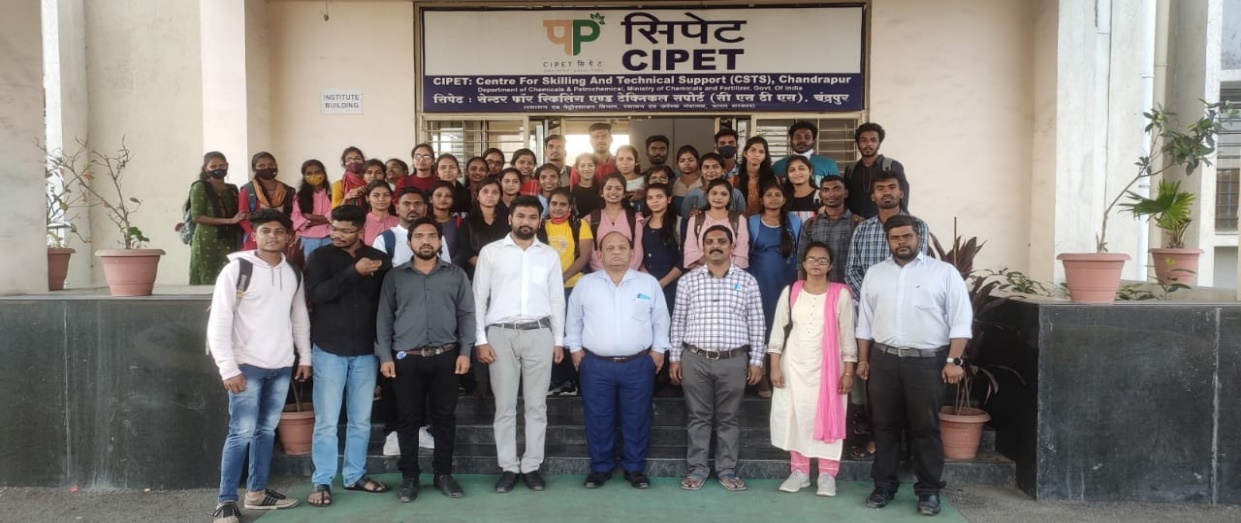 सिपेट
CIPET
CIPET सिपेट
CIPET: Centre For Skilling And Technical Support (CSTS), Chandrapur
Department of Chemicals & Petrochemical, Ministry of Chemicals and Fertilizer, Govt. Of India
सिपेट : सेन्टर फॉर स्किलिंग एण्ड टेक्निकल सपोर्ट (सी एस टी एस), चंद्रपुर
INSTITUTE
BUILDING